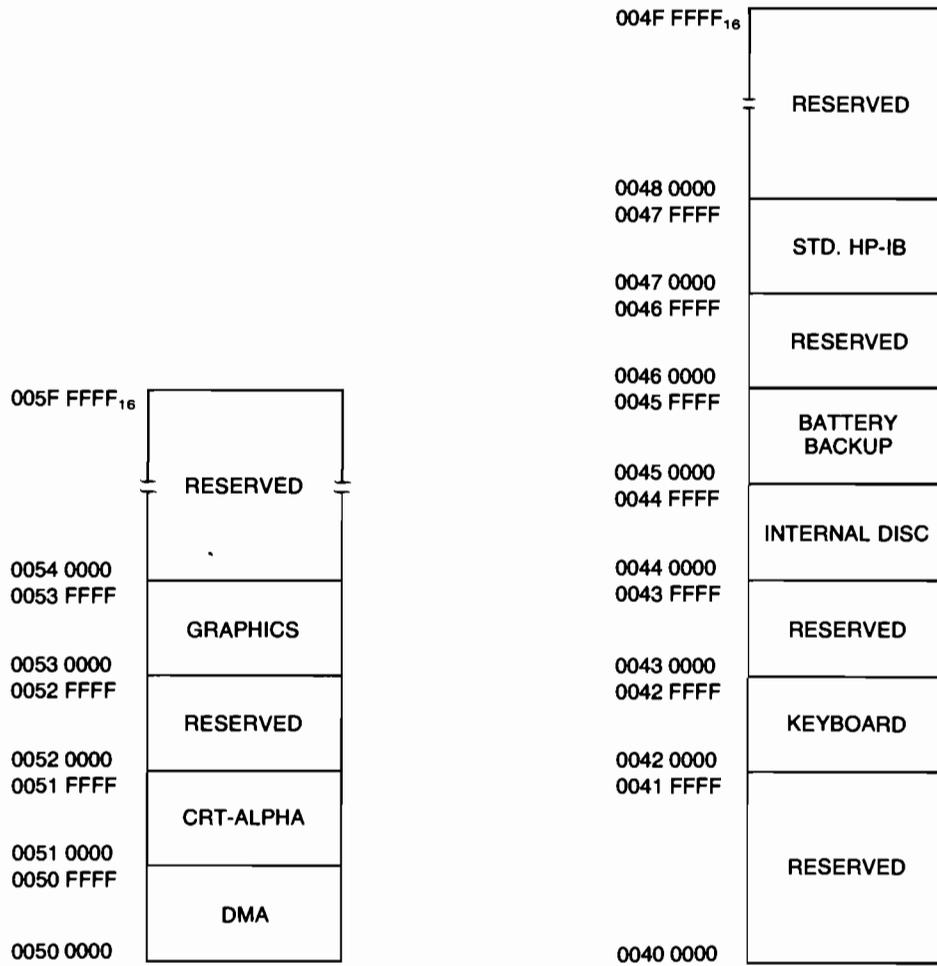 005F FFFF₁₆
RESERVED
0054 0000
0053 FFFF
GRAPHICS
0053 0000
0052 FFFF
RESERVED
0052 0000
0051 FFFF
CRT-ALPHA
0051 0000
0050 FFFF
DMA
0050 0000
004F FFFF₁₆
RESERVED
0048 0000
0047 FFFF
STD. HP-IB
0047 0000
0046 FFFF
RESERVED
0046 0000
0045 FFFF
BATTERY
BACKUP
0045 0000
0044 FFFF
INTERNAL DISC
0044 0000
0043 FFFF
RESERVED
0043 0000
0042 FFFF
KEYBOARD
0042 0000
0041 FFFF
RESERVED
0040 0000